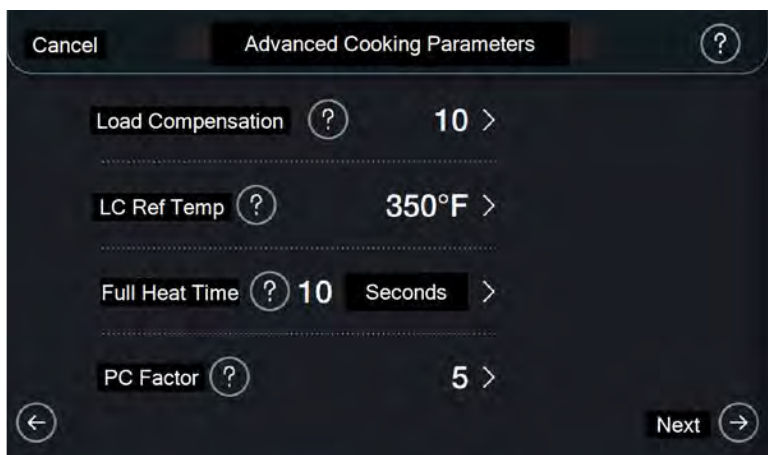 Cancel Advanced Cooking Parameters ?
Load Compensation ? 10 >
LC Ref Temp ? 350°F >
Full Heat Time ? 10 Seconds >
PC Factor ? 5 >
← Next →